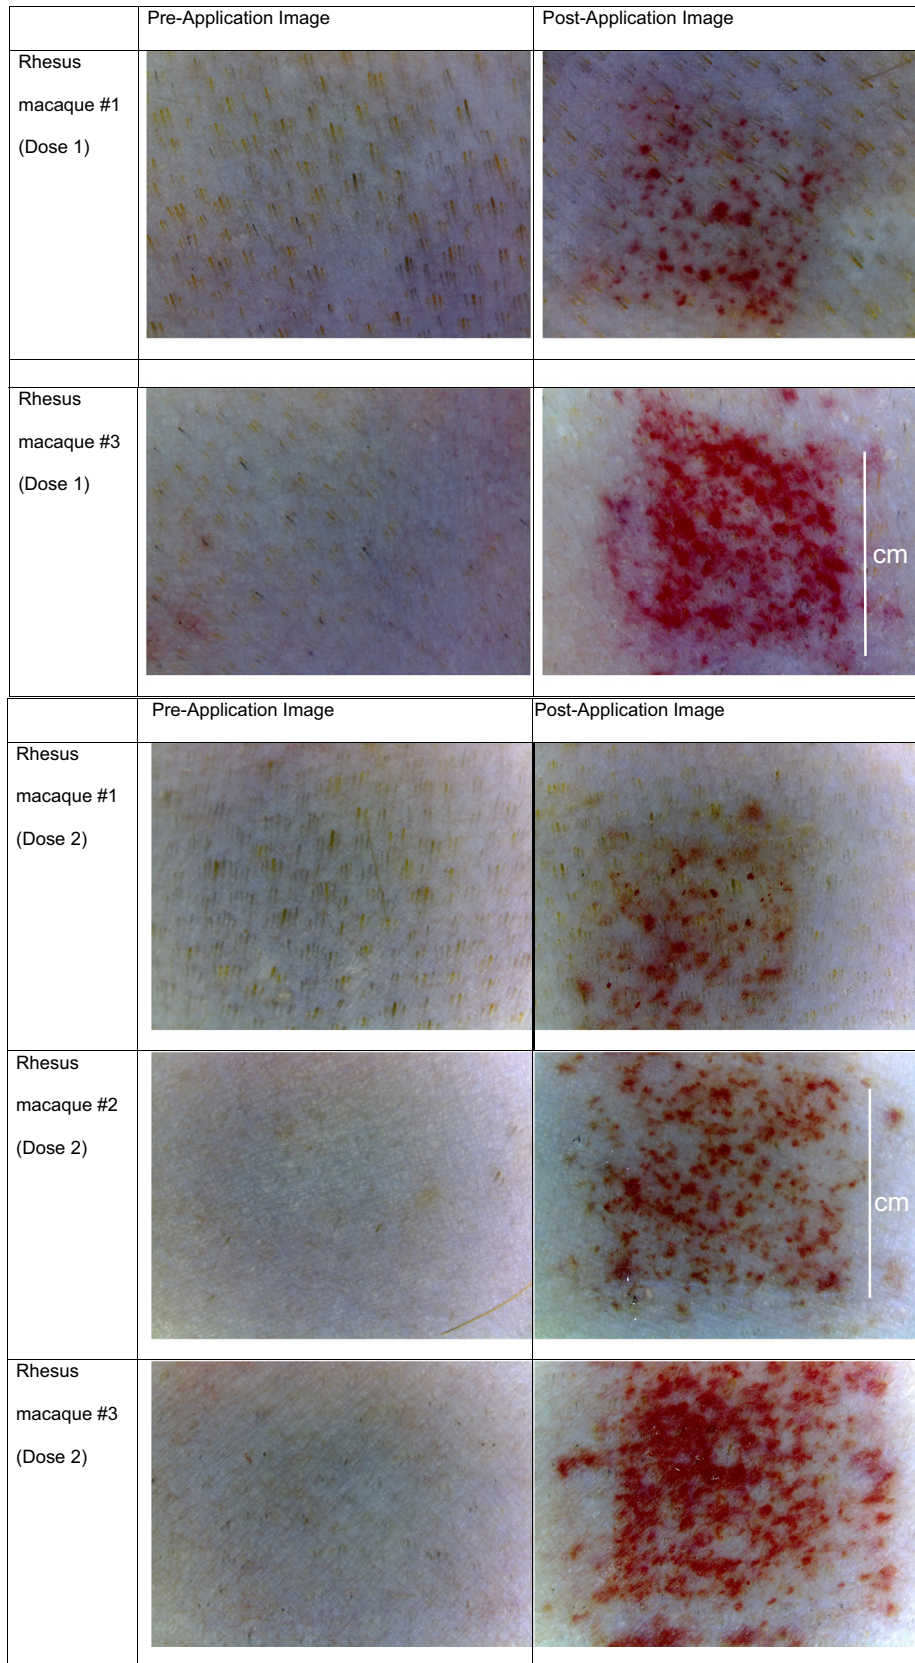 Pre-Application Image
Post-Application Image
Rhesus
macaque #1
(Dose 1)
Rhesus
macaque #3
(Dose 1)
cm
Pre-Application Image
Post-Application Image
Rhesus
macaque #1
(Dose 2)
Rhesus
macaque #2
(Dose 2)
cm
Rhesus
macaque #3
(Dose 2)